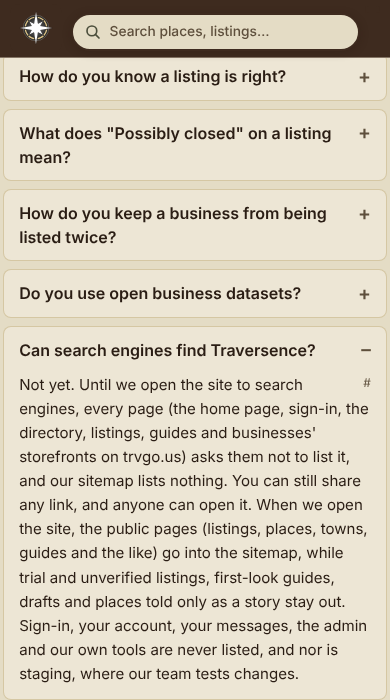 Search places, listings...
How do you know a listing is right?
+
What does "Possibly closed" on a listing
mean?
+
How do you keep a business from being
listed twice?
+
Do you use open business datasets?
+
Can search engines find Traversence?
−
Not yet. Until we open the site to search
#
engines, every page (the home page, sign-in, the
directory, listings, guides and businesses'
storefronts on trvgo.us) asks them not to list it,
and our sitemap lists nothing. You can still share
any link, and anyone can open it. When we open
the site, the public pages (listings, places, towns,
guides and the like) go into the sitemap, while
trial and unverified listings, first-look guides,
drafts and places told only as a story stay out.
Sign-in, your account, your messages, the admin
and our own tools are never listed, and nor is
staging, where our team tests changes.